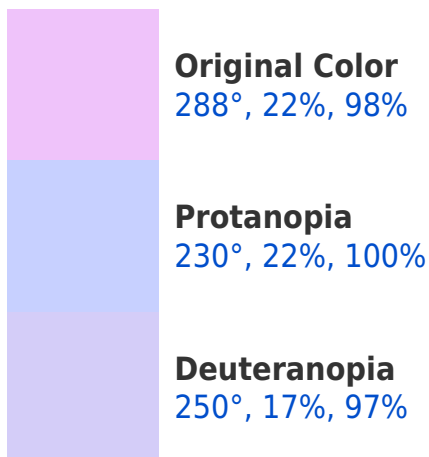 Original Color
288°, 22%, 98%
Protanopia
230°, 22%, 100%
Deuteranopia
250°, 17%, 97%